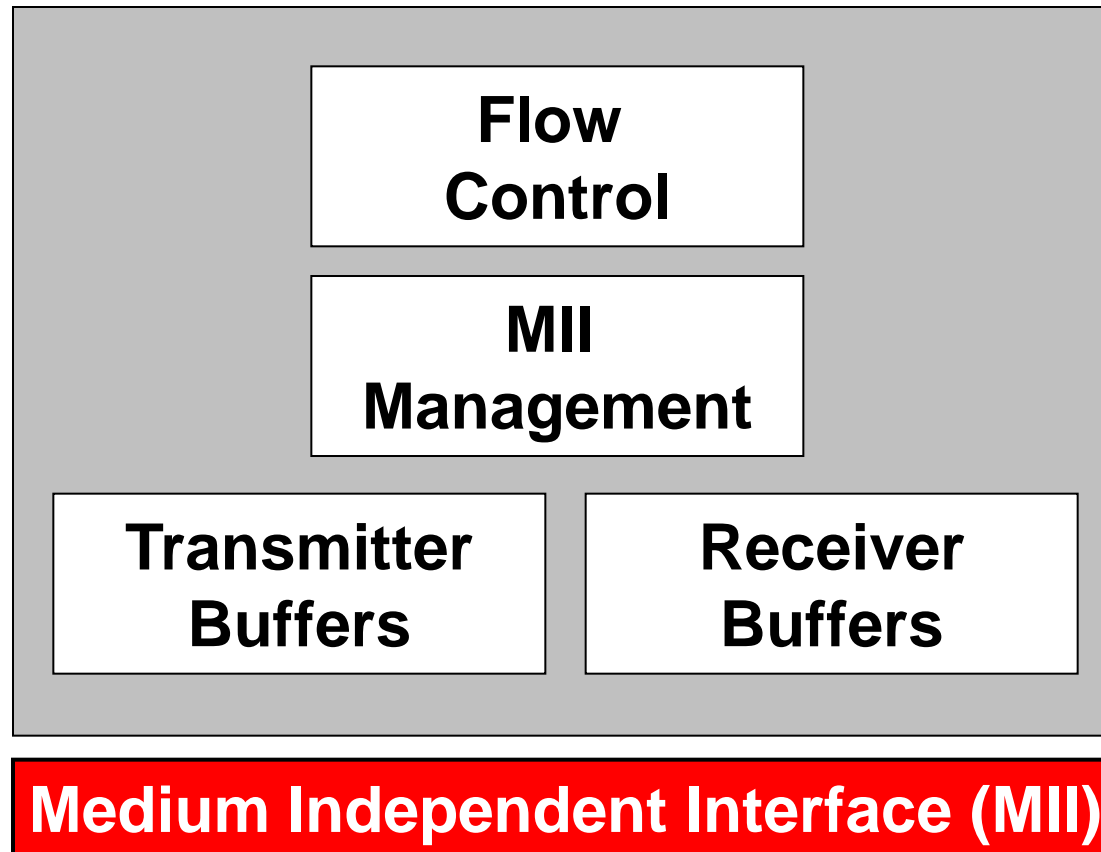 Flow
Control
MII
Management
Transmitter
Buffers
Receiver
Buffers
Medium Independent Interface (MII)